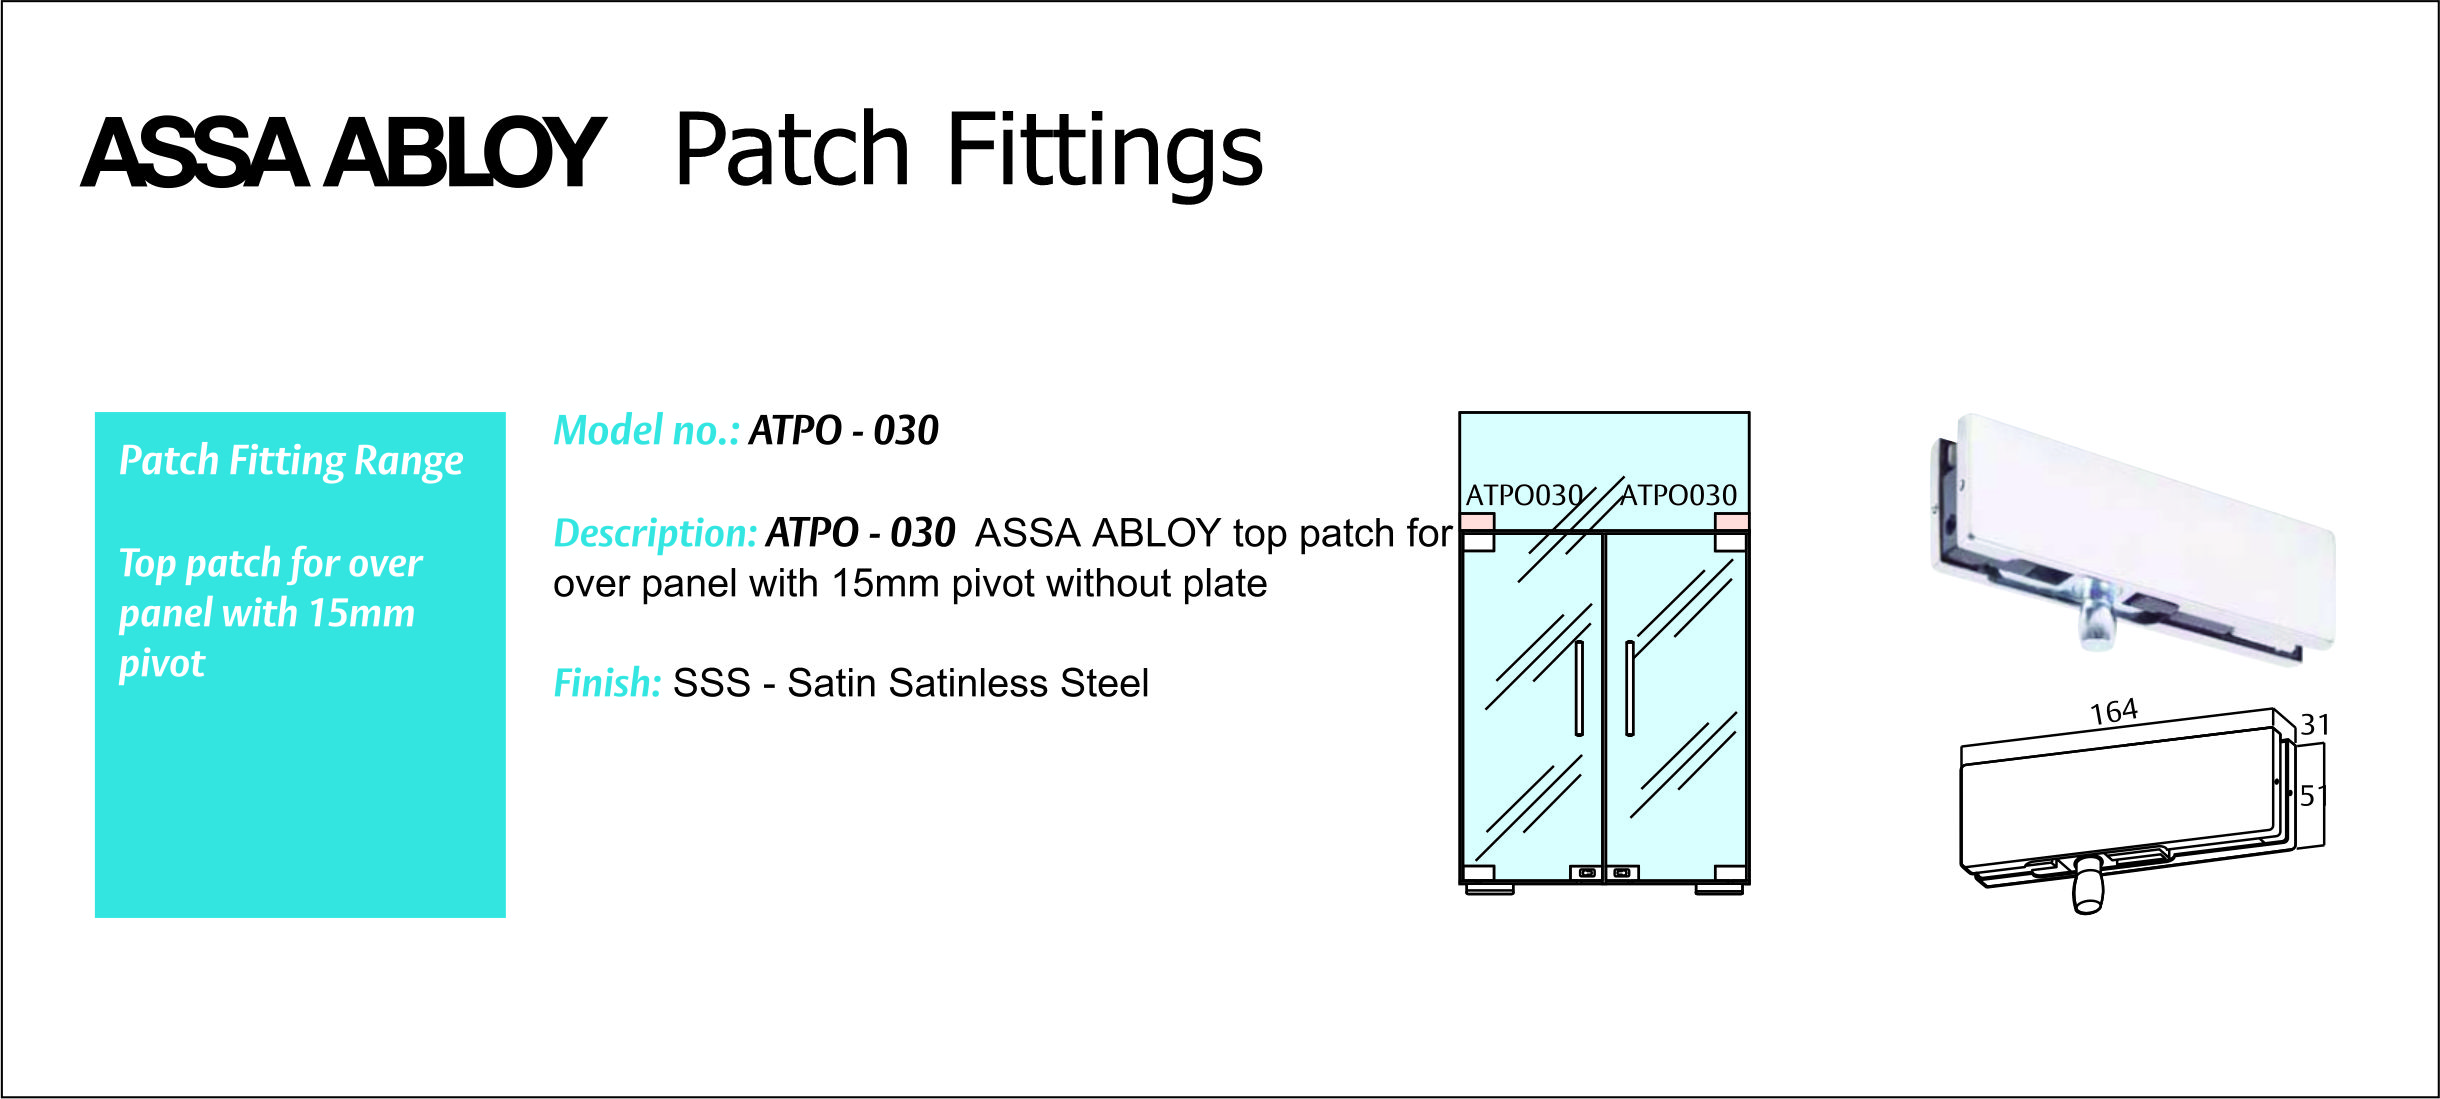 ASSA ABLOY Patch Fittings
Patch Fitting Range
Top patch for over
panel with 15mm
pivot
Model no.: ATPO - 030
Description: ATPO - 030 ASSA ABLOY top patch for
over panel with 15mm pivot without plate
Finish: SSS - Satin Satinless Steel
ATPO030 ATPO030
164
31
51